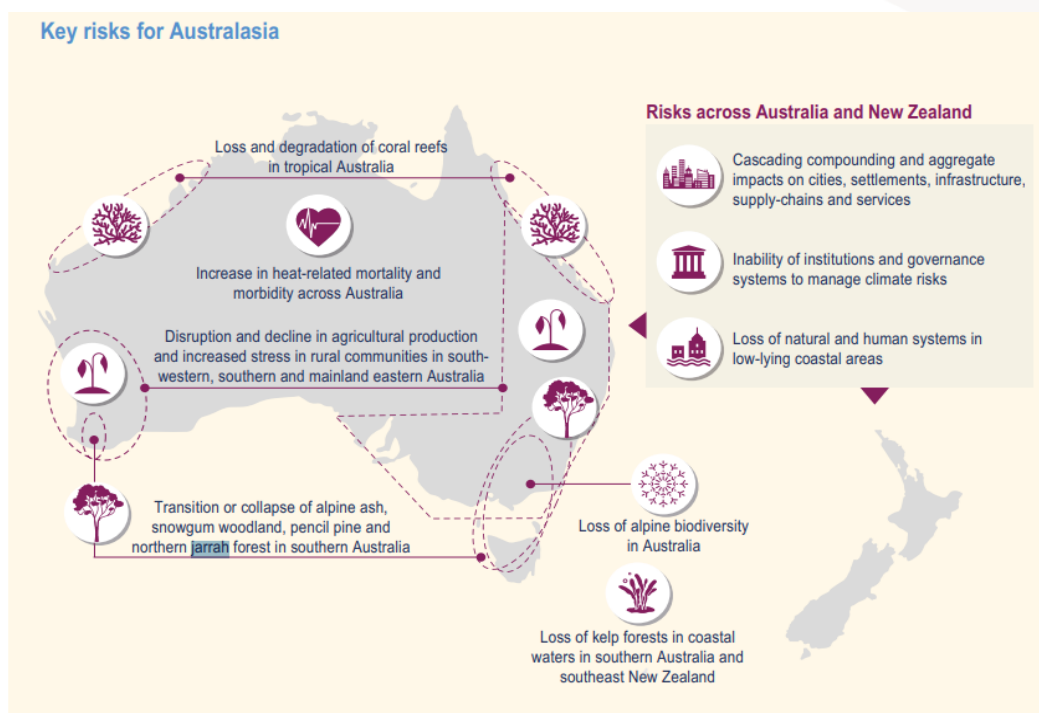 Key risks for Australasia
Loss and degradation of coral reefs
in tropical Australia
Increase in heat-related mortality and
morbidity across Australia
Disruption and decline in agricultural production
and increased stress in rural communities in south-
western, southern and mainland eastern Australia
Transition or collapse of alpine ash,
snowgum woodland, pencil pine and
northern jarrah forest in southern Australia
Risks across Australia and New Zealand
Cascading compounding and aggregate
impacts on cities, settlements, infrastructure,
supply-chains and services
Inability of institutions and governance
systems to manage climate risks
Loss of natural and human systems in
low-lying coastal areas
Loss of alpine biodiversity
in Australia
Loss of kelp forests in coastal
waters in southern Australia and
southeast New Zealand